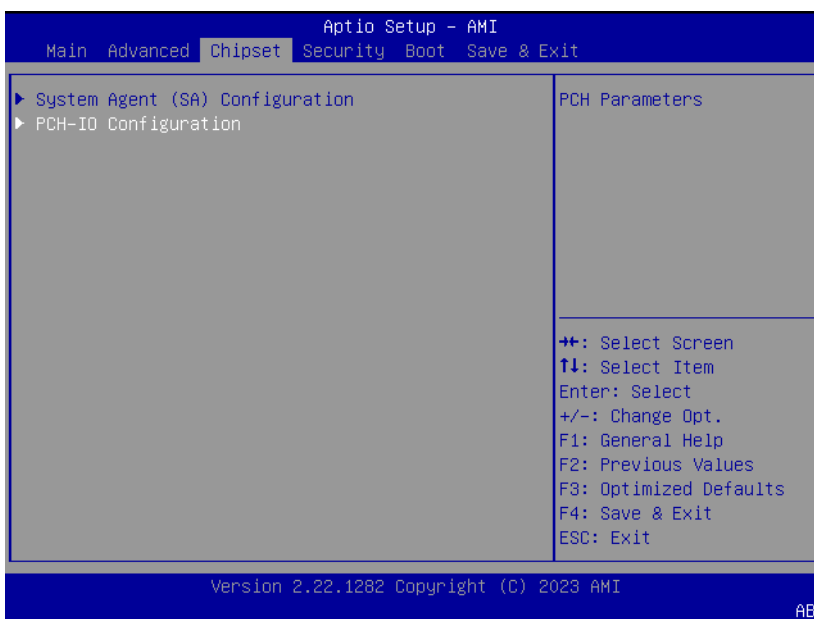 Aptio Setup – AMI
Main Advanced Chipset Security Boot Save & Exit
System Agent (SA) Configuration
PCH-IO Configuration
PCH Parameters
→←: Select Screen
↑↓: Select Item
Enter: Select
+/-: Change Opt.
F1: General Help
F2: Previous Values
F3: Optimized Defaults
F4: Save & Exit
ESC: Exit
Version 2.22.1282 Copyright (C) 2023 AMI
AB